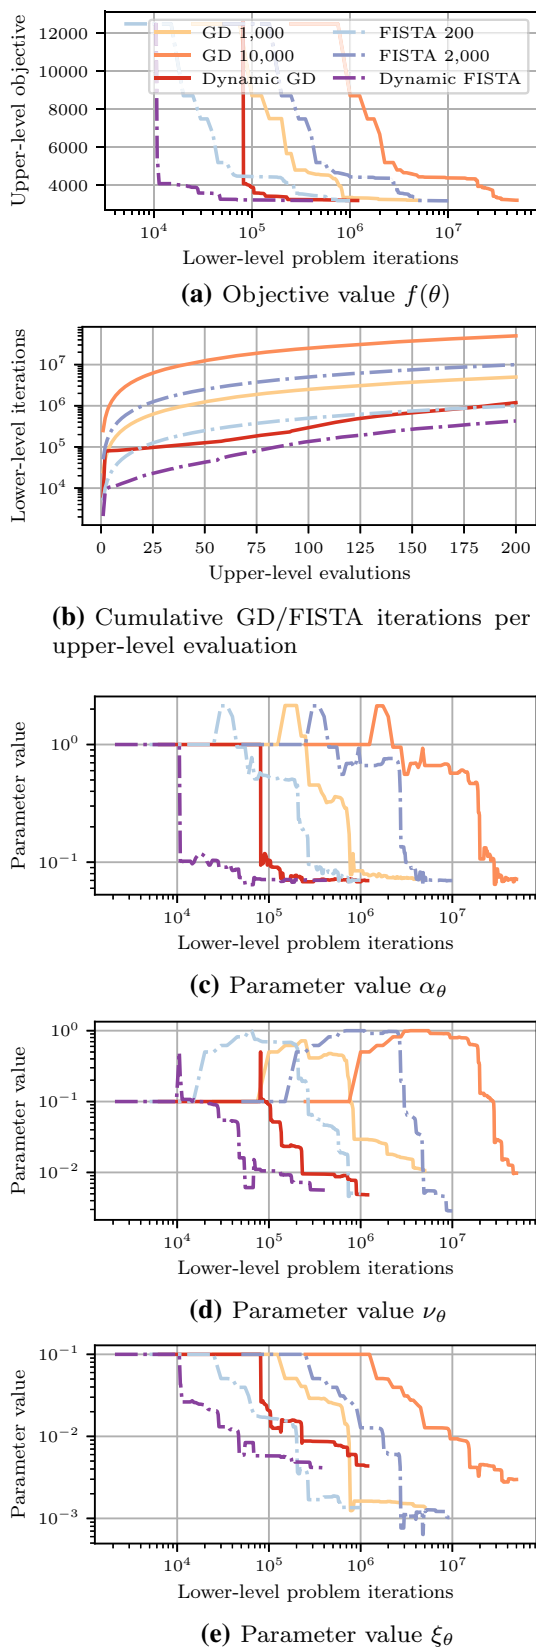 12000
10000
8000
6000
4000
Upper-level objective
GD 1,000
GD 10,000
Dynamic GD
FISTA 200
FISTA 2,000
Dynamic FISTA
10^4
10^5
10^6
10^7
Lower-level problem iterations
(a) Objective value f(θ)
10^7
10^6
10^5
10^4
Lower-level iterations
0
25
50
75
100
125
150
175
200
Upper-level evalutions
(b) Cumulative GD/FISTA iterations per
upper-level evaluation
10^0
10^−1
Parameter value
10^4
10^5
10^6
10^7
Lower-level problem iterations
(c) Parameter value α_θ
10^0
10^−1
10^−2
Parameter value
10^4
10^5
10^6
10^7
Lower-level problem iterations
(d) Parameter value ν_θ
10^−1
10^−2
10^−3
Parameter value
10^4
10^5
10^6
10^7
Lower-level problem iterations
(e) Parameter value ξ_θ